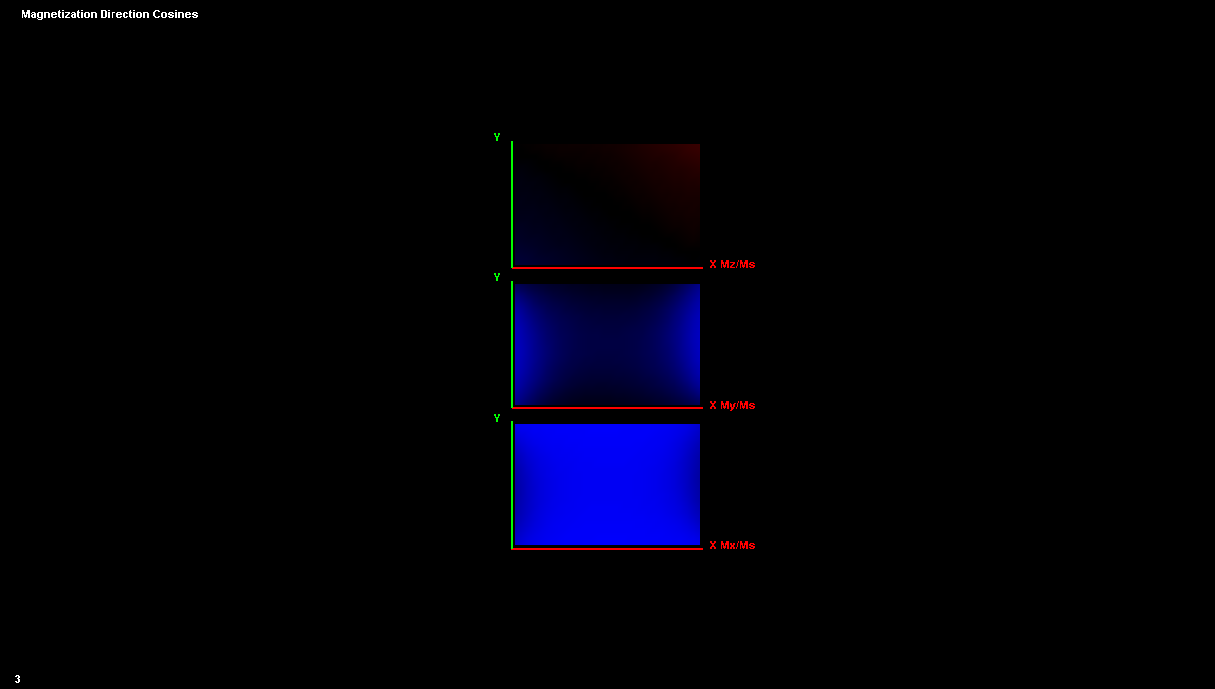 Magnetization Direction Cosines
Y
X Mz/Ms
Y
X My/Ms
Y
X Mx/Ms
3